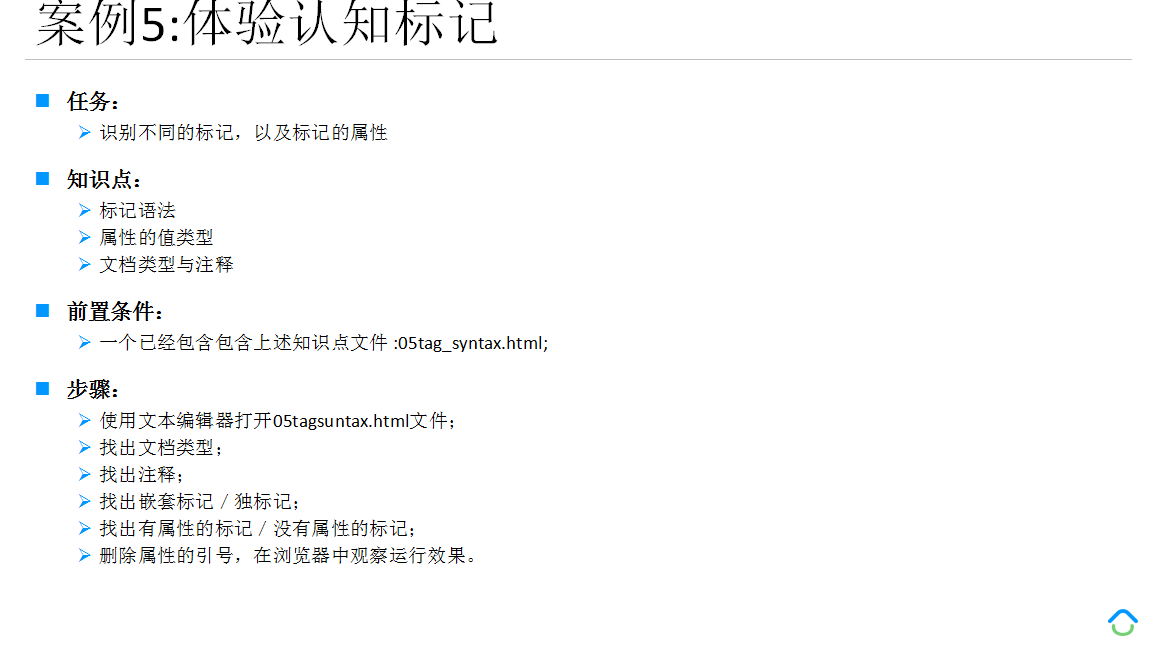 案例5:体验认知标记
任务：
识别不同的标记，以及标记的属性
知识点：
标记语法
属性的值类型
文档类型与注释
前置条件：
一个已经包含包含上述知识点文件 :05tag_syntax.html;
步骤：
使用文本编辑器打开05tagsuntax.html文件；
找出文档类型；
找出注释；
找出嵌套标记 / 独标记；
找出有属性的标记 / 没有属性的标记；
删除属性的引号，在浏览器中观察运行效果。